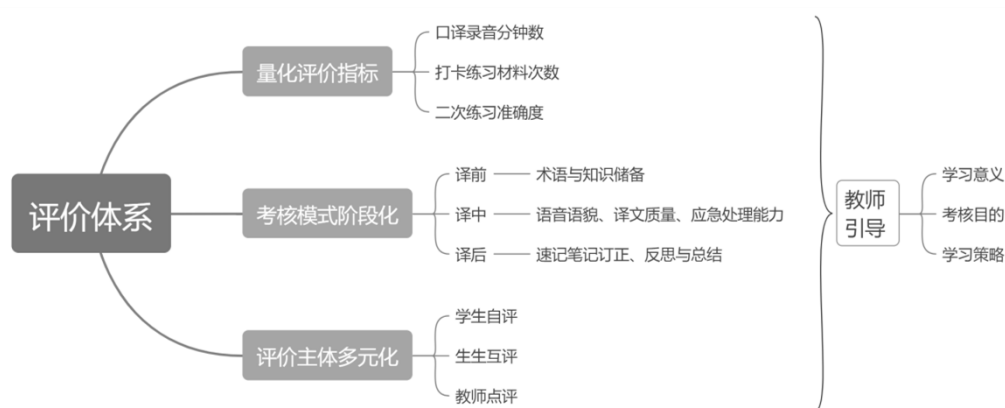 评价体系
量化评价指标
口译录音分钟数
打卡练习材料次数
二次练习准确度
考核模式阶段化
译前
术语与知识储备
译中
语音语貌、译文质量、应急处理能力
译后
速记笔记订正、反思与总结
评价主体多元化
学生自评
生生互评
教师点评
教师
引导
学习意义
考核目的
学习策略